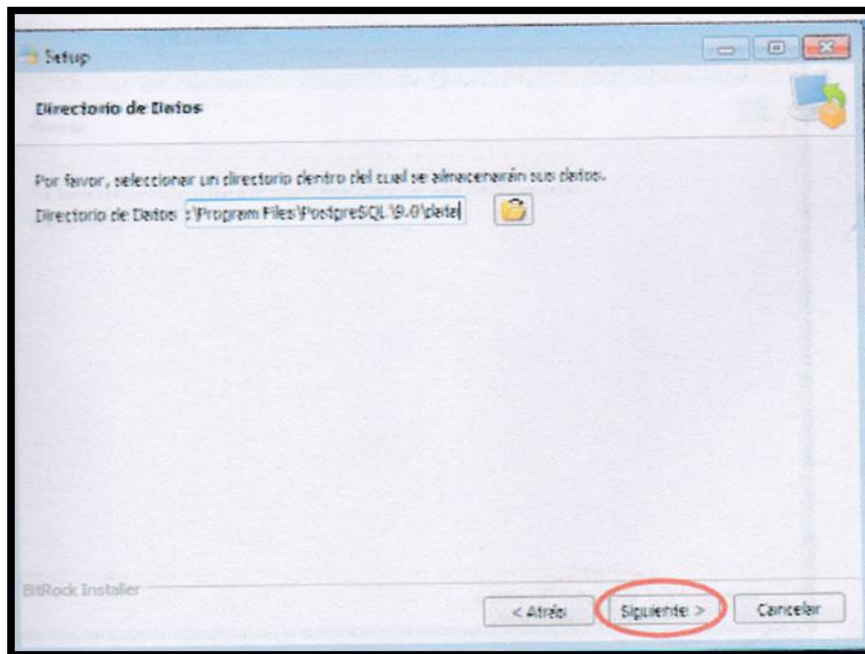 Setup
Directorio de Datos
Por favor, seleccionar un directorio dentro del cual se almacenarán sus datos.
Directorio de Datos :\Program Files\PostgreSQL\9.0\data
BitRock Installer
< Atrás Siguiente > Cancelar